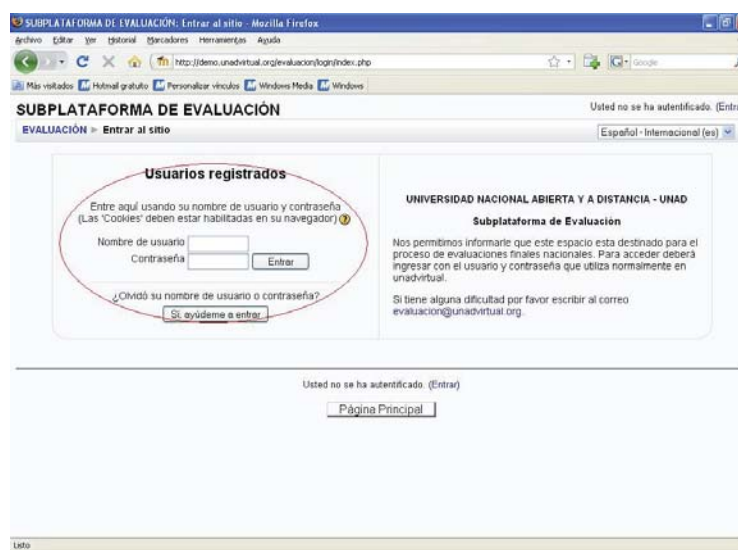 SUBPLATAFORMA DE EVALUACIÓN: Entrar al sitio - Mozilla Firefox
Archivo Editar Ver Historial Marcadores Herramientas Ayuda
http://demo.unadvirtual.org/evaluacion/login/index.php
Google
Más visitados Hotmail gratuito Personalizar vínculos Windows Media Windows
SUBPLATAFORMA DE EVALUACIÓN
Usted no se ha autentificado. (Entra
EVALUACIÓN ► Entrar al sitio
Español - Internacional (es)
Usuarios registrados
Entre aquí usando su nombre de usuario y contraseña
(Las 'Cookies' deben estar habilitadas en su navegador)
Nombre de usuario
Contraseña
Entrar
¿Olvidó su nombre de usuario o contraseña?
Sí, ayúdeme a entrar
UNIVERSIDAD NACIONAL ABIERTA Y A DISTANCIA - UNAD
Subplataforma de Evaluación
Nos permitimos informarle que este espacio esta destinado para el
proceso de evaluaciones finales nacionales. Para acceder deberá
ingresar con el usuario y contraseña que utiliza normalmente en
unadvirtual.
Si tiene alguna dificultad por favor escribir al correo
evaluacion@unadvirtual.org.
Usted no se ha autentificado. (Entrar)
Página Principal
Listo